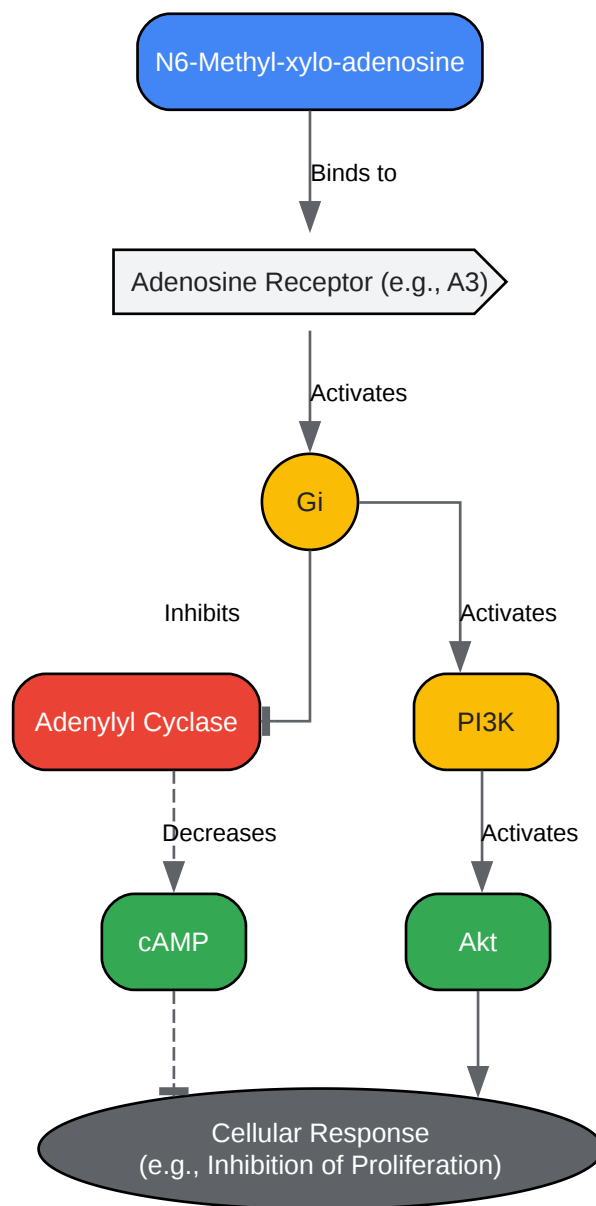 N6-Methyl-xylo-adenosine
Binds to
Adenosine Receptor (e.g., A3)
Activates
Gi
Inhibits
Activates
Adenylyl Cyclase
PI3K
Decreases
Activates
cAMP
Akt
Cellular Response
(e.g., Inhibition of Proliferation)